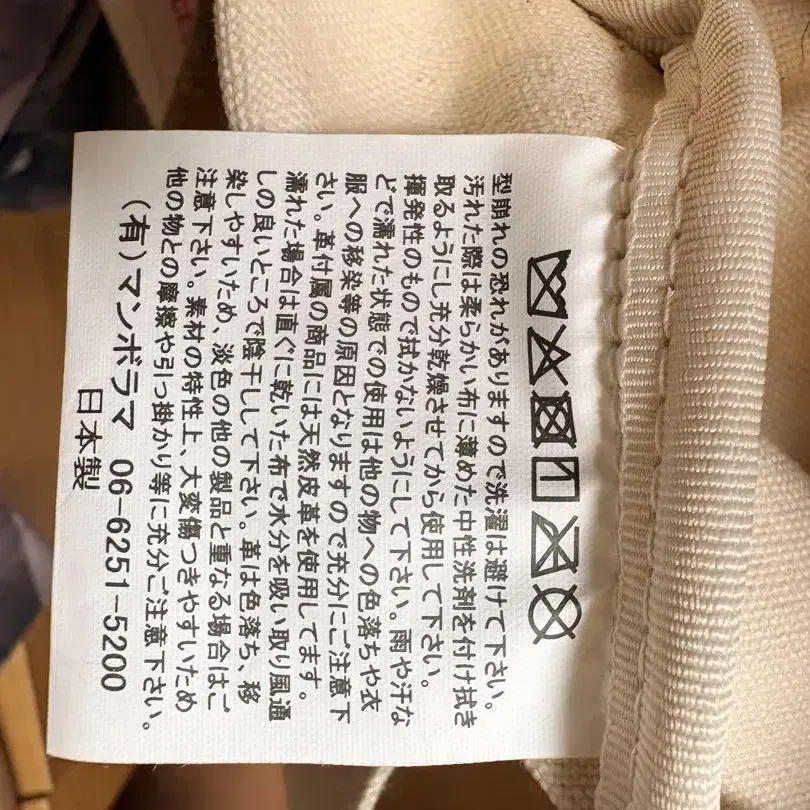 型崩れの恐れがありますので洗濯は避けて下さい。
汚れた際は柔らかい布に薄めた中性洗剤を付け拭き
取るようにし充分乾燥させてから使用して下さい。
揮発性のもので拭かないようにして下さい。雨や汗な
どで濡れた状態での使用は他の物への色落ちや衣
服への移染等の原因となりますので充分にご注意下
さい。革付属の商品には天然皮革を使用してます。
濡れた場合は直ぐに乾いた布で水分を吸い取り風通
しの良いところで陰干しして下さい。革は色落ち、移
染しやすいため、淡色の他の製品と重なる場合はご
注意下さい。素材の特性上、大変傷つきやすいため
他の物との摩擦や引っ掛かり等に充分ご注意下さい。
(有)マンボラマ 06-6251-5200
日本製